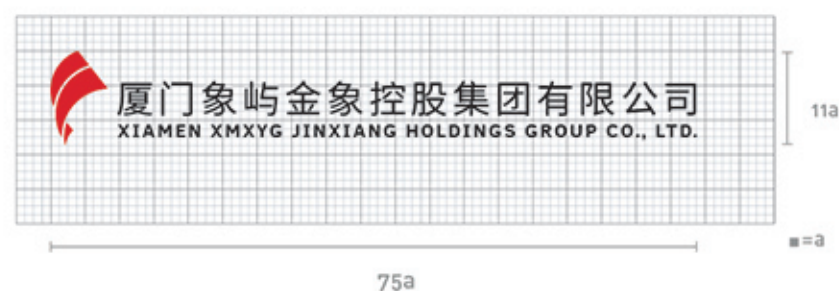 厦门象屿金象控股集团有限公司
XIAMEN XMXYG JINXIANG HOLDINGS GROUP CO., LTD.
11a
=a
75a